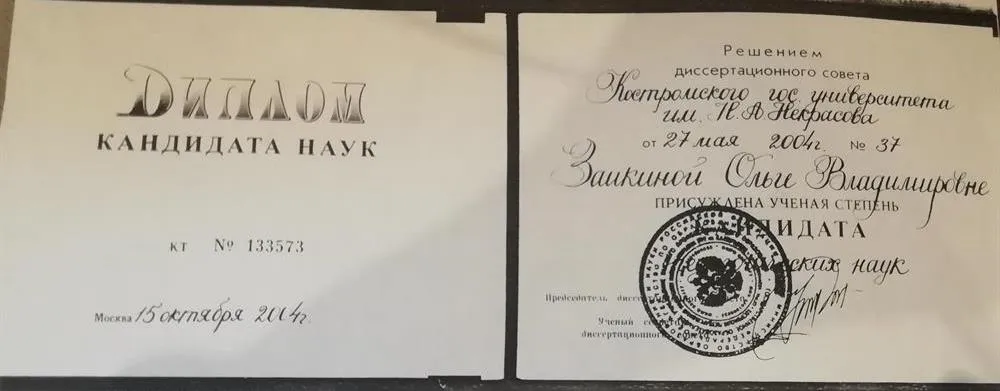 ДИПЛОМ
КАНДИДАТА НАУК
КТ № 133573
Москва 15 октября 2004г.
Решением
диссертационного совета
Костромского гос. университета
им. Н. А. Некрасова
от 27 мая 2004г. № 37
Заикиной Ольге Владимировне
ПРИСУЖДЕНА УЧЕНАЯ СТЕПЕНЬ
КАНДИДАТА
наук
Председатель
Ученый